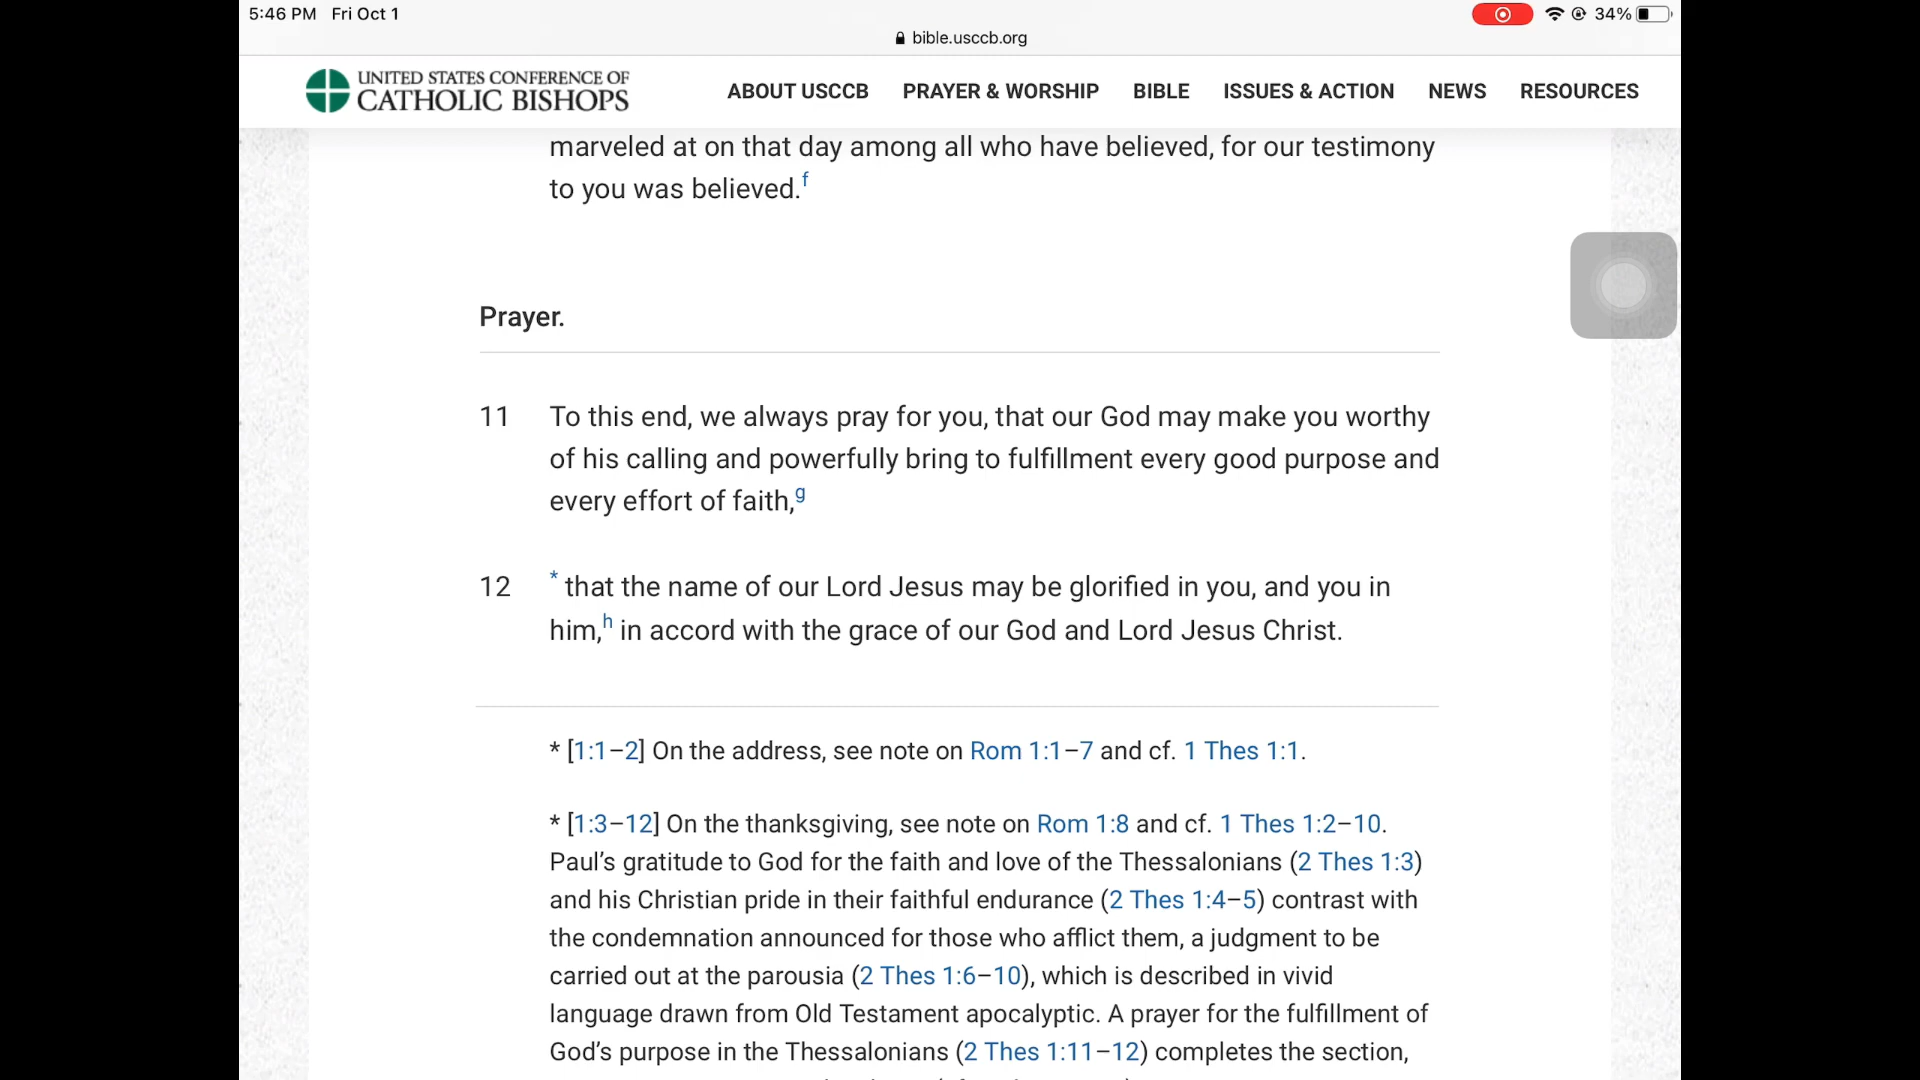 5:46 PM Fri Oct 1
34%
bible.usccb.org
UNITED STATES CONFERENCE OF
CATHOLIC BISHOPS
ABOUT USCCB PRAYER & WORSHIP BIBLE ISSUES & ACTION NEWS RESOURCES
marveled at on that day among all who have believed, for our testimony
to you was believed.f
Prayer.
11 To this end, we always pray for you, that our God may make you worthy
of his calling and powerfully bring to fulfillment every good purpose and
every effort of faith,g
12 * that the name of our Lord Jesus may be glorified in you, and you in
him,h in accord with the grace of our God and Lord Jesus Christ.
* [1:1–2] On the address, see note on Rom 1:1–7 and cf. 1 Thes 1:1.
* [1:3–12] On the thanksgiving, see note on Rom 1:8 and cf. 1 Thes 1:2–10.
Paul’s gratitude to God for the faith and love of the Thessalonians (2 Thes 1:3)
and his Christian pride in their faithful endurance (2 Thes 1:4–5) contrast with
the condemnation announced for those who afflict them, a judgment to be
carried out at the parousia (2 Thes 1:6–10), which is described in vivid
language drawn from Old Testament apocalyptic. A prayer for the fulfillment of
God’s purpose in the Thessalonians (2 Thes 1:11–12) completes the section,